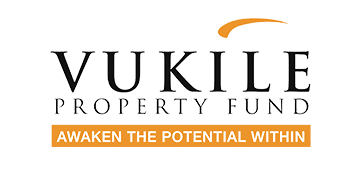 VUKILE
PROPERTY FUND
AWAKEN THE POTENTIAL WITHIN